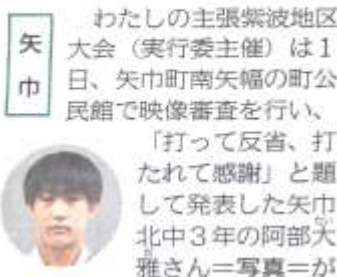 矢巾
わたしの主張紫波地区
大会（実行委主催）は1
日、矢巾町南矢幅の町公
民館で映像審査を行い、
「打って反省、打
たれて感謝」と題
して発表した矢巾
北中3年の阿部大
雅さん＝写真＝が